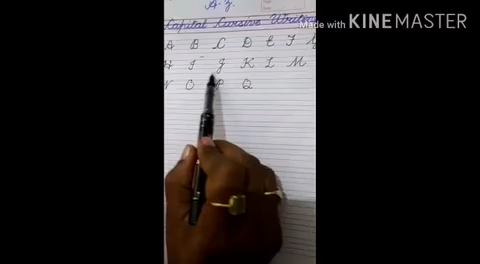 A-Z.
Capital Cursive Writing
A B C D E F G
H I J K L M
N O P Q
Made with KINEMASTER